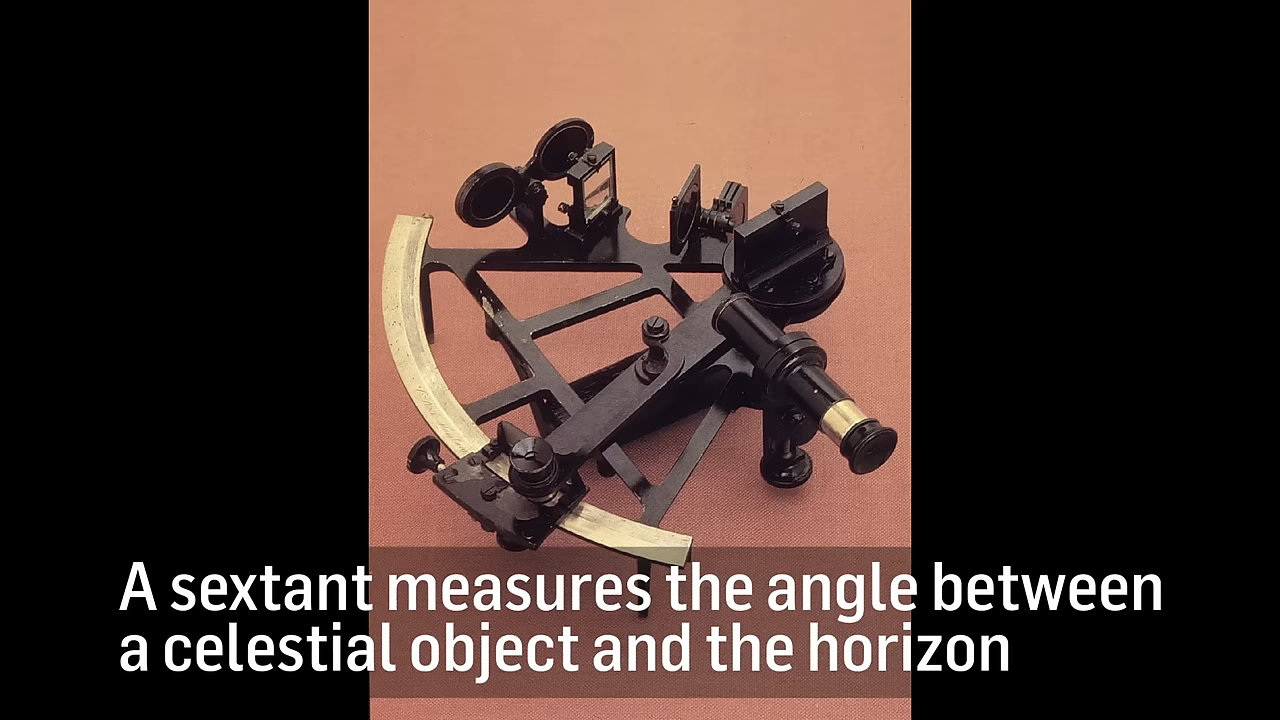 A sextant measures the angle between
a celestial object and the horizon